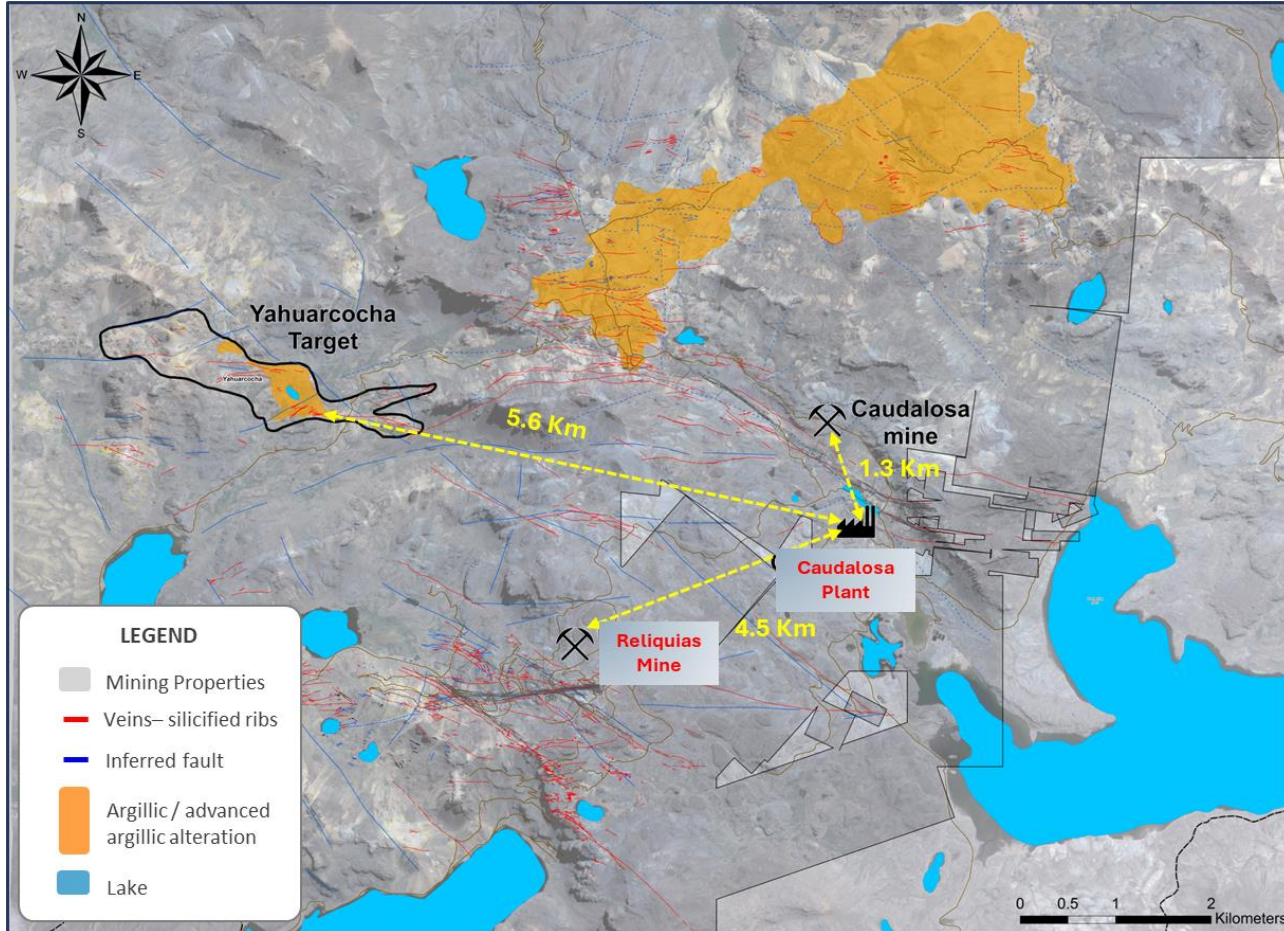 N
W
E
S
Yahuarcocha
Target
Yahuarcocha
5.6 Km
Caudalosa
mine
1.3 Km
Caudalosa
Plant
Reliquias
Mine
4.5 Km
LEGEND
Mining Properties
Veins– silicified ribs
Inferred fault
Argillic / advanced
argillic alteration
Lake
0 0.5 1 2
Kilometers